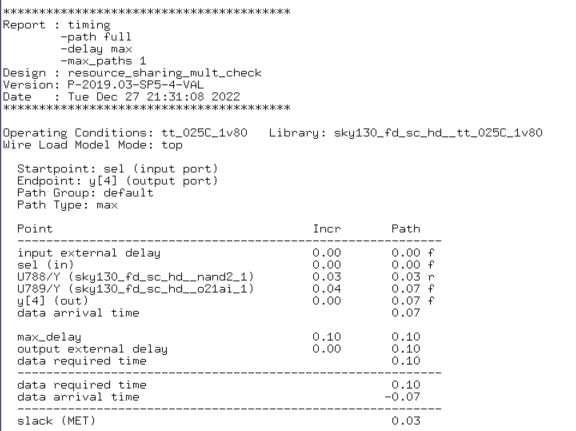 ****************************************
Report : timing
        -path full
        -delay max
        -max_paths 1
Design : resource_sharing_mult_check
Version: P-2019.03-SP5-4-VAL
Date   : Tue Dec 27 21:31:08 2022
****************************************
Operating Conditions: tt_025C_1v80   Library: sky130_fd_sc_hd__tt_025C_1v80
Wire Load Model Mode: top
  Startpoint: sel (input port)
  Endpoint: y[4] (output port)
  Path Group: default
  Path Type: max
  Point                                    Incr       Path
  -----------------------------------------------------------
  input external delay                     0.00       0.00 f
  sel (in)                                 0.00       0.00 f
  U788/Y (sky130_fd_sc_hd__nand2_1)        0.03       0.03 r
  U789/Y (sky130_fd_sc_hd__o21ai_1)        0.04       0.07 f
  y[4] (out)                               0.00       0.07 f
  data arrival time                                   0.07
  max_delay                                0.10       0.10
  output external delay                    0.00       0.10
  data required time                                  0.10
  -----------------------------------------------------------
  data required time                                  0.10
  data arrival time                                  -0.07
  -----------------------------------------------------------
  slack (MET)                                         0.03